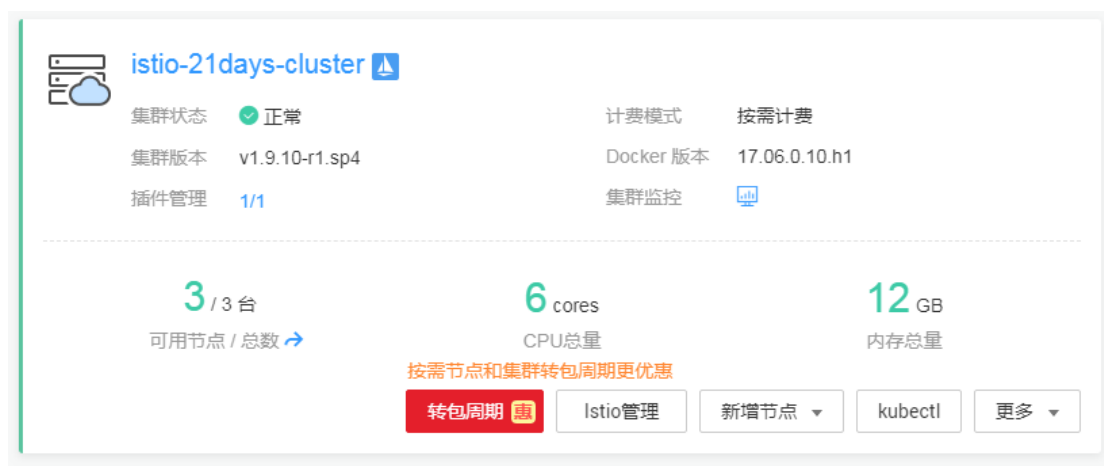 istio-21days-cluster
集群状态 正常 计费模式 按需计费
集群版本 v1.9.10-r1.sp4 Docker 版本 17.06.0.10.h1
插件管理 1/1 集群监控
3 / 3 台 6 cores 12 GB
可用节点 / 总数 CPU总量 内存总量
按需节点和集群转包周期更优惠
转包周期 惠 Istio管理 新增节点 kubectl 更多